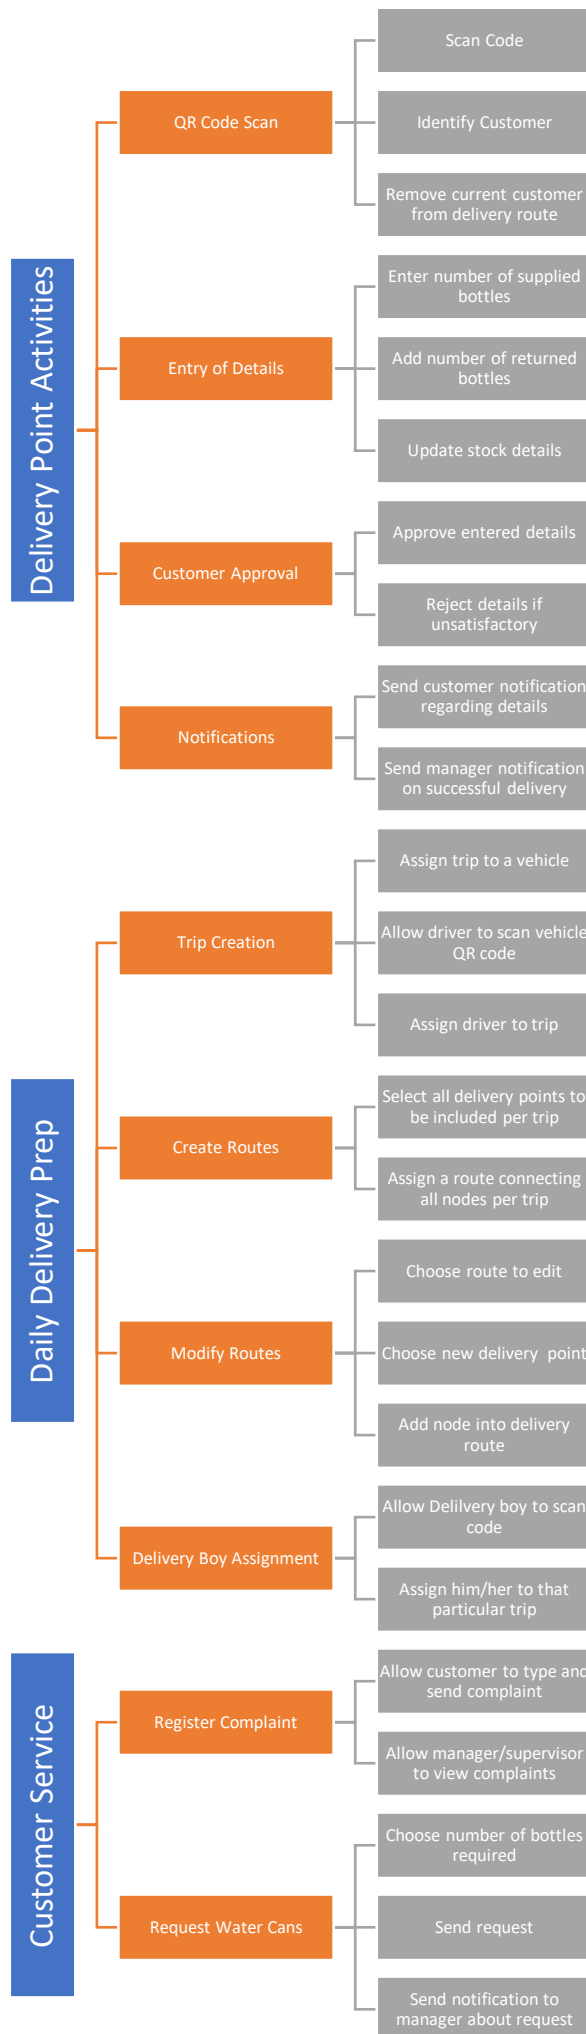 Delivery Point Activities
QR Code Scan
Scan Code
Identify Customer
Remove current customer
from delivery route
Entry of Details
Enter number of supplied
bottles
Add number of returned
bottles
Update stock details
Customer Approval
Approve entered details
Reject details if
unsatisfactory
Notifications
Send customer notification
regarding details
Send manager notification
on successful delivery
Daily Delivery Prep
Trip Creation
Assign trip to a vehicle
Allow driver to scan vehicle
QR code
Assign driver to trip
Create Routes
Select all delivery points to
be included per trip
Assign a route connecting
all nodes per trip
Modify Routes
Choose route to edit
Choose new delivery point
Add node into delivery
route
Delivery Boy Assignment
Allow Delilvery boy to scan
code
Assign him/her to that
particular trip
Customer Service
Register Complaint
Allow customer to type and
send complaint
Allow manager/supervisor
to view complaints
Request Water Cans
Choose number of bottles
required
Send request
Send notification to
manager about request